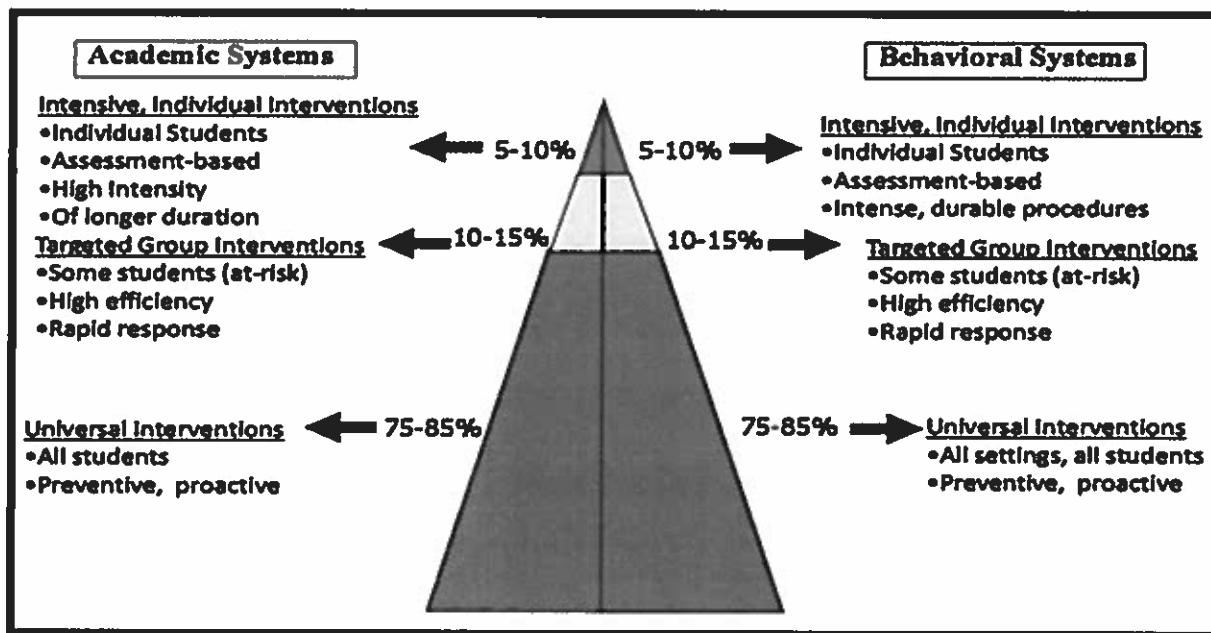 Academic Systems
Intensive, Individual Interventions
•Individual Students
•Assessment-based
•High Intensity
•Of longer duration
5-10%
Targeted Group Interventions
•Some students (at-risk)
•High efficiency
•Rapid response
10-15%
Universal Interventions
•All students
•Preventive, proactive
75-85%
Behavioral Systems
5-10%
Intensive, Individual Interventions
•Individual Students
•Assessment-based
•Intense, durable procedures
10-15%
Targeted Group Interventions
•Some students (at-risk)
•High efficiency
•Rapid response
75-85%
Universal Interventions
•All settings, all students
•Preventive, proactive